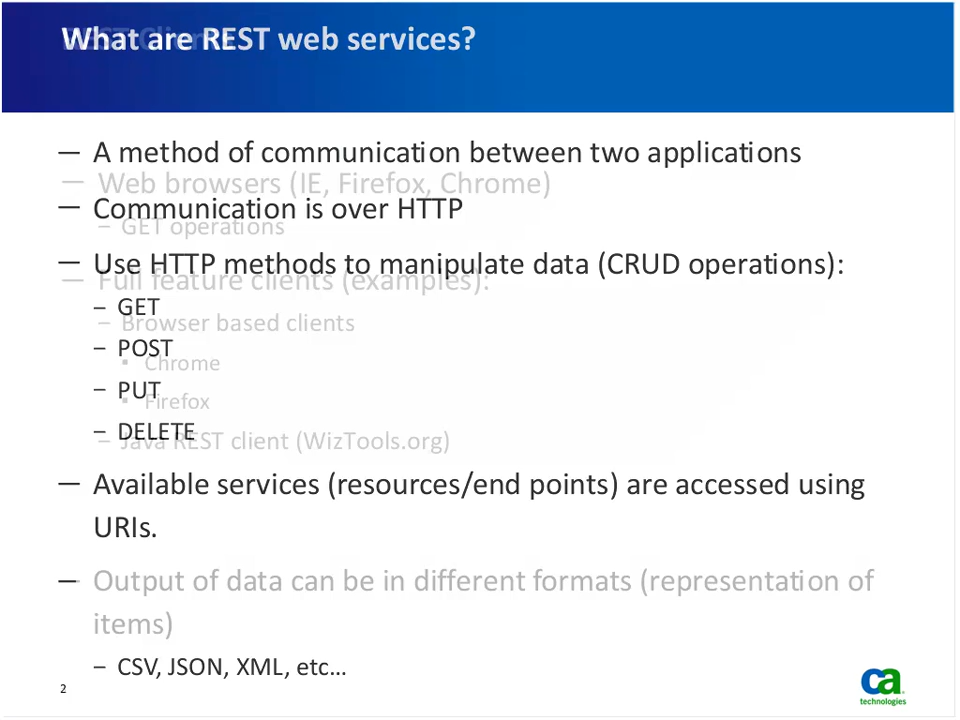 What are REST web services?
REST Clients
— A method of communication between two applications
— Web browsers (IE, Firefox, Chrome)
— Communication is over HTTP
– GET operations
— Use HTTP methods to manipulate data (CRUD operations):
— Full feature clients (examples):
– GET
– Browser based clients
– POST
▪ Chrome
– PUT
▪ Firefox
– DELETE
– Java REST client (WizTools.org)
— Available services (resources/end points) are accessed using
URIs.
— Output of data can be in different formats (representation of
items)
– CSV, JSON, XML, etc…
2
ca
technologies